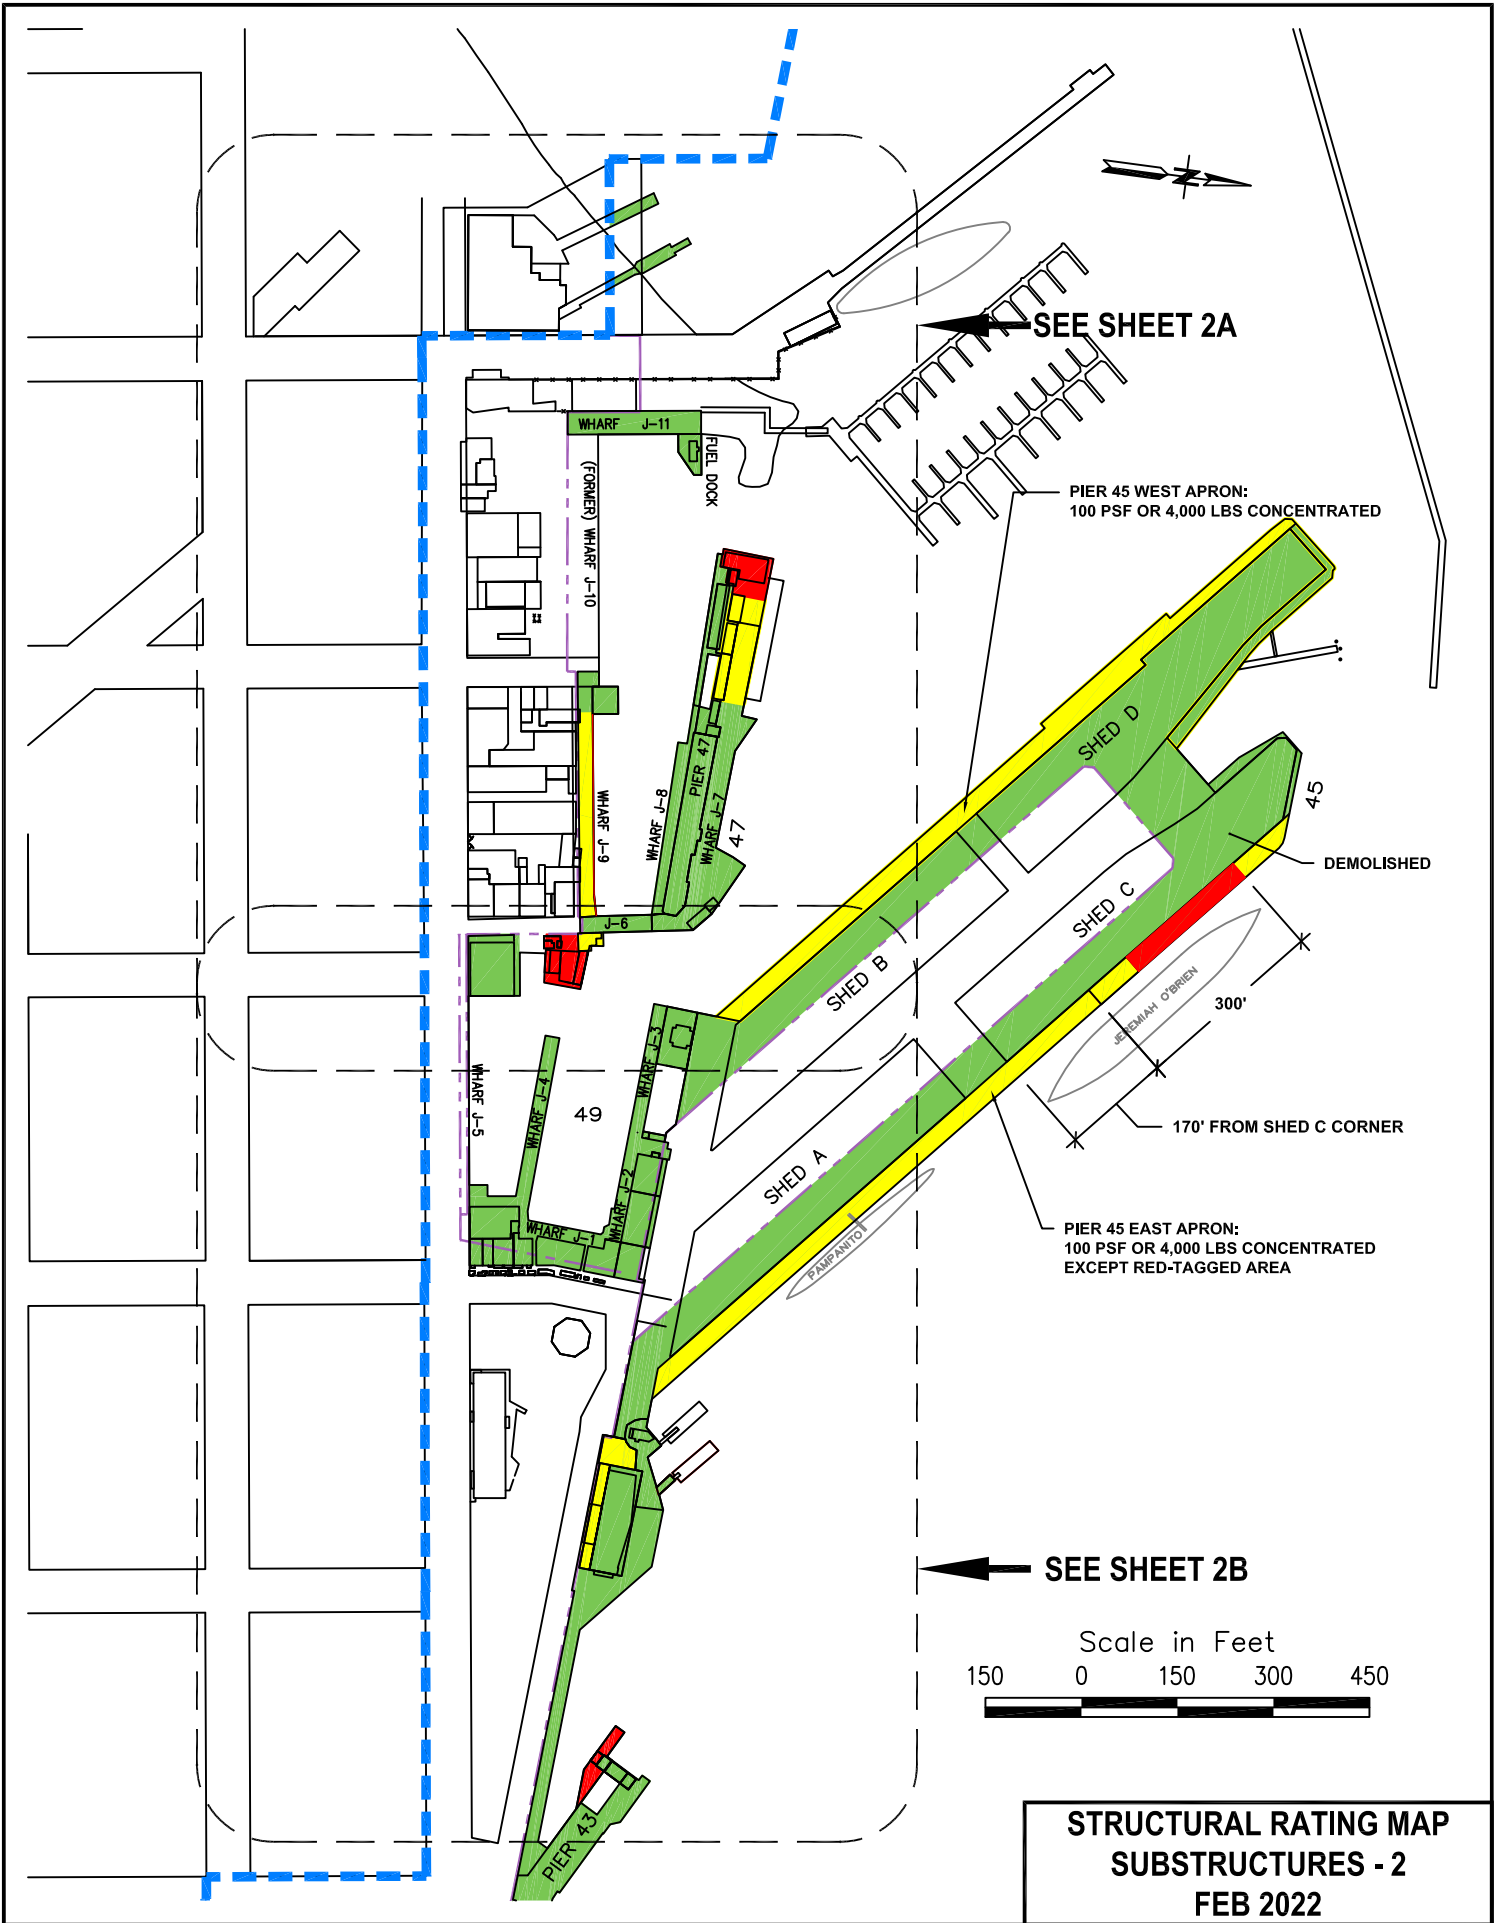 SEE SHEET 2A
WHARF J-11
FUEL DOCK
(FORMER) WHARF J-10
PIER 45 WEST APRON:
100 PSF OR 4,000 LBS CONCENTRATED
SHED D
PIER 47
WHARF J-8
WHARF J-7
47
WHARF J-9
45
DEMOLISHED
SHED C
J-6
SHED B
JEREMIAH O'BRIEN
300'
WHARF J-3
WHARF J-5
WHARF J-4
49
170' FROM SHED C CORNER
SHED A
WHARF J-2
WHARF J-1
PAMPANITO
PIER 45 EAST APRON:
100 PSF OR 4,000 LBS CONCENTRATED
EXCEPT RED-TAGGED AREA
SEE SHEET 2B
Scale in Feet
150 0 150 300 450
PIER 43
STRUCTURAL RATING MAP
SUBSTRUCTURES - 2
FEB 2022